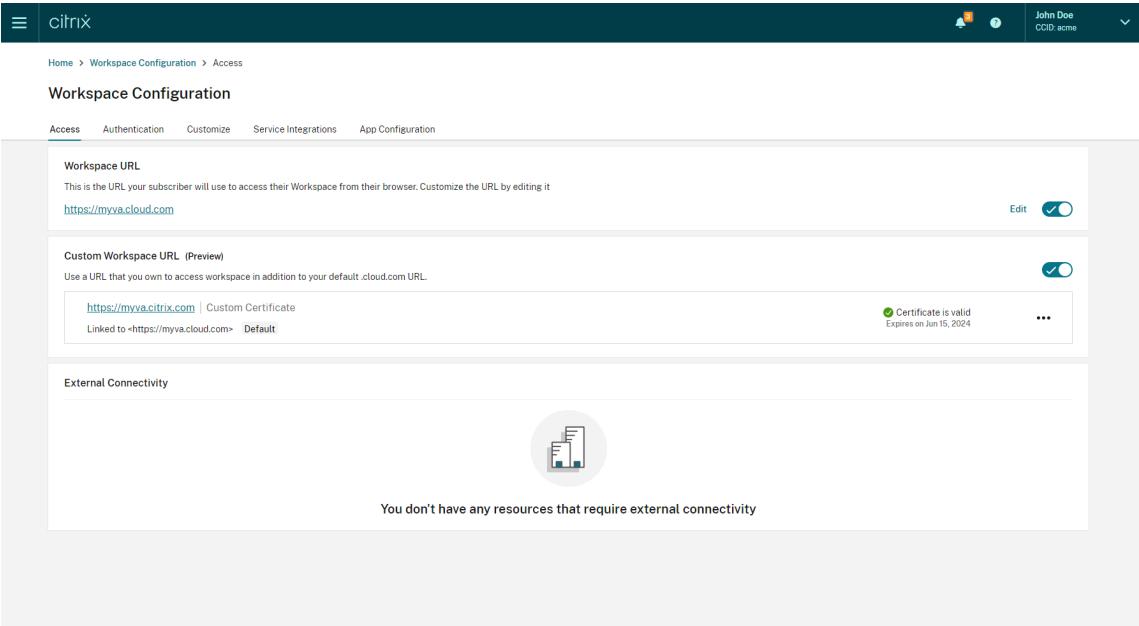 citrix
3
?
John Doe
CCID: acme
Home > Workspace Configuration > Access
Workspace Configuration
Access Authentication Customize Service Integrations App Configuration
Workspace URL
This is the URL your subscriber will use to access their Workspace from their browser. Customize the URL by editing it
https://myva.cloud.com
Edit
Custom Workspace URL (Preview)
Use a URL that you own to access workspace in addition to your default .cloud.com URL.
https://myva.citrix.com | Custom Certificate
Certificate is valid
Linked to <https://myva.cloud.com> Default
Expires on Jun 15, 2024
External Connectivity
You don't have any resources that require external connectivity